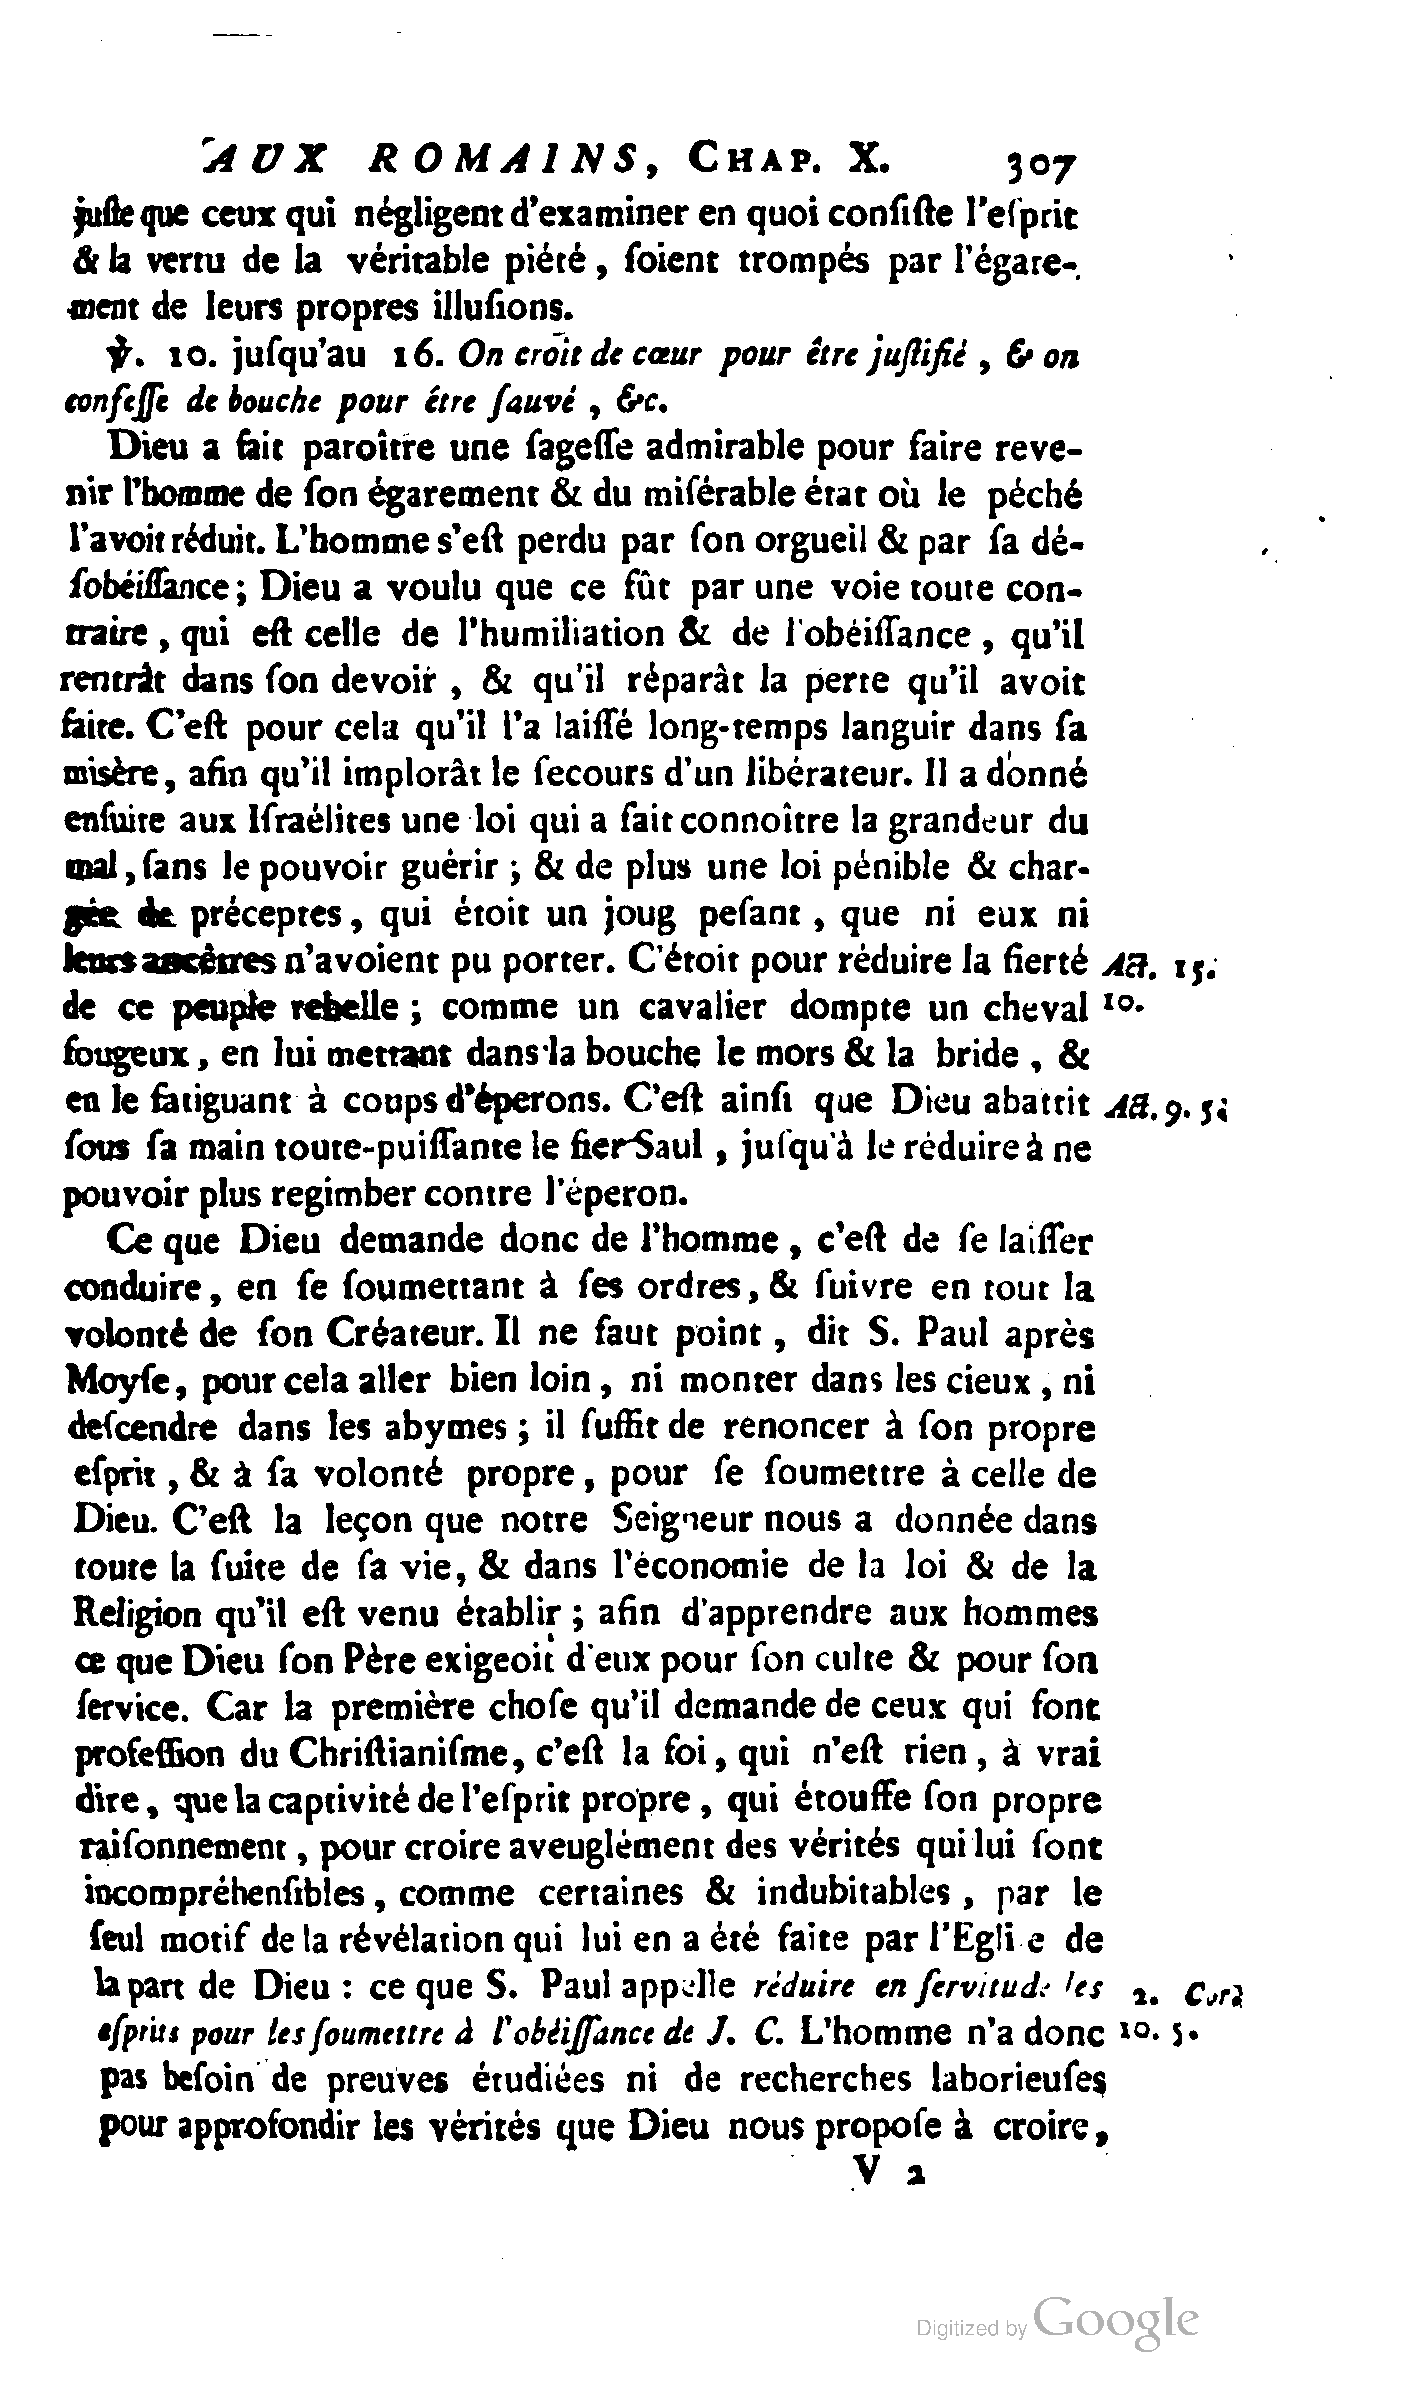 AUX ROMAINS, CHAP. X. 307
juſte que ceux qui négligent d'examiner en quoi conſiſte l'eſprit
& la vertu de la véritable piété, ſoient trompés par l'égare-
ment de leurs propres illuſions.
℣. 10. juſqu'au 16. On croit de cœur pour être juſtifié, & on
confeſſe de bouche pour être ſauvé, &c.
Dieu a fait paroître une ſageſſe admirable pour faire reve-
nir l'homme de ſon égarement & du miſérable état où le péché
l'avoit réduit. L'homme s'eſt perdu par ſon orgueil & par ſa dé-
ſobéiſſance; Dieu a voulu que ce fût par une voie toute con-
traire, qui eſt celle de l'humiliation & de l'obéiſſance, qu'il
rentrât dans ſon devoir, & qu'il réparât la perte qu'il avoit
faite. C'eſt pour cela qu'il l'a laiſſé long-temps languir dans ſa
misère, afin qu'il implorât le ſecours d'un libérateur. Il a donné
enſuite aux Iſraélites une loi qui a fait connoître la grandeur du
mal, ſans le pouvoir guérir; & de plus une loi pénible & char-
gée de préceptes, qui étoit un joug peſant, que ni eux ni
leurs ancêtres n'avoient pu porter. C'étoit pour réduire la fierté Act. 15.
de ce peuple rebelle; comme un cavalier dompte un cheval 10.
fougeux, en lui mettant dans la bouche le mors & la bride, &
en le fatiguant à coups d'éperons. C'eſt ainſi que Dieu abattit Act. 9. 5.
ſous ſa main toute-puiſſante le fier Saul, juſqu'à le réduire à ne
pouvoir plus regimber contre l'éperon.
Ce que Dieu demande donc de l'homme, c'eſt de ſe laiſſer
conduire, en ſe ſoumettant à ſes ordres, & ſuivre en tout la
volonté de ſon Créateur. Il ne faut point, dit S. Paul après
Moyſe, pour cela aller bien loin, ni monter dans les cieux, ni
deſcendre dans les abymes; il ſuffit de renoncer à ſon propre
eſprit, & à ſa volonté propre, pour ſe ſoumettre à celle de
Dieu. C'eſt la leçon que notre Seigneur nous a donnée dans
toute la ſuite de ſa vie, & dans l'économie de la loi & de la
Religion qu'il eſt venu établir; afin d'apprendre aux hommes
ce que Dieu ſon Père exigeoit d'eux pour ſon culte & pour ſon
ſervice. Car la première choſe qu'il demande de ceux qui font
profeſſion du Chriſtianiſme, c'eſt la foi, qui n'eſt rien, à vrai
dire, que la captivité de l'eſprit propre, qui étouffe ſon propre
raiſonnement, pour croire aveuglément des vérités qui lui ſont
incompréhenſibles, comme certaines & indubitables, par le
ſeul motif de la révélation qui lui en a été faite par l'Egliſe de
la part de Dieu : ce que S. Paul appelle réduire en ſervitude les 2. Cor.
eſprits pour les ſoumettre à l'obéiſſance de J. C. L'homme n'a donc 10. 5.
pas beſoin de preuves étudiées ni de recherches laborieuſes
pour approfondir les vérités que Dieu nous propoſe à croire,
V 2
Digitized by Google